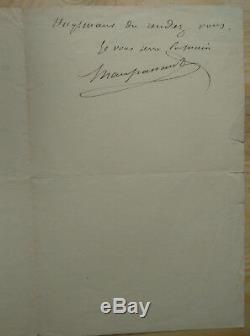 Huysmans du rendez vous.
Je vous serre la main
Maupassant